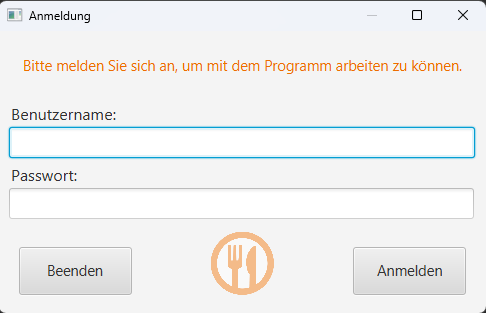 Anmeldung
Bitte melden Sie sich an, um mit dem Programm arbeiten zu können.
Benutzername:
Passwort:
Beenden
Anmelden